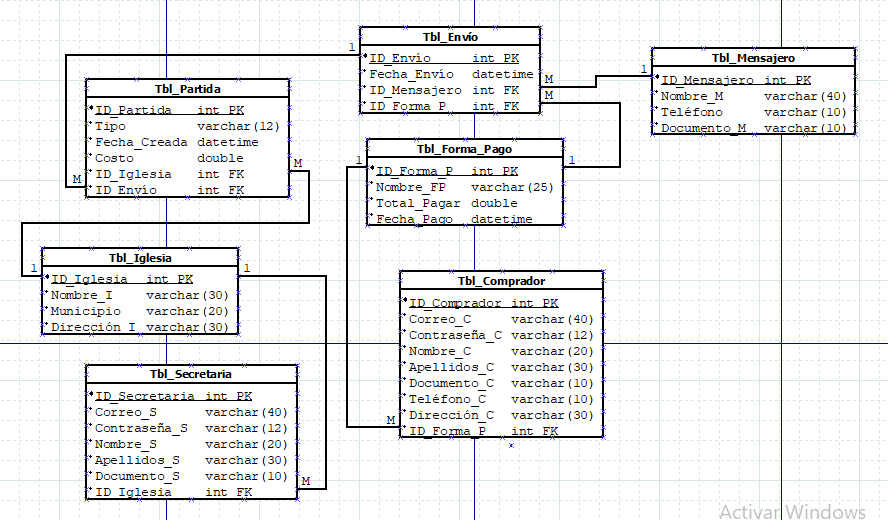 Tbl_Envío
ID_Envío int PK
Fecha_Envío datetime
ID_Mensajero int FK
ID_Forma_P int FK
1
M
M
Tbl_Mensajero
ID_Mensajero int PK
Nombre_M varchar(40)
Teléfono varchar(10)
Documento_M varchar(10)
1
Tbl_Partida
ID_Partida int PK
Tipo varchar(12)
Fecha_Creada datetime
Costo double
ID_Iglesia int FK
ID_Envío int FK
M
M
Tbl_Forma_Pago
ID_Forma_P int PK
Nombre_FP varchar(25)
Total_Pagar double
Fecha_Pago datetime
1
1
Tbl_Iglesia
ID_Iglesia int PK
Nombre_I varchar(30)
Municipio varchar(20)
Dirección_I varchar(30)
1
1
Tbl_Comprador
ID_Comprador int PK
Correo_C varchar(40)
Contraseña_C varchar(12)
Nombre_C varchar(20)
Apellidos_C varchar(30)
Documento_C varchar(10)
Teléfono_C varchar(10)
Dirección_C varchar(30)
ID_Forma_P int FK
M
Tbl_Secretaria
ID_Secretaria int PK
Correo_S varchar(40)
Contraseña_S varchar(12)
Nombre_S varchar(20)
Apellidos_S varchar(30)
Documento_S varchar(10)
ID_Iglesia int FK
M
Activar Windows